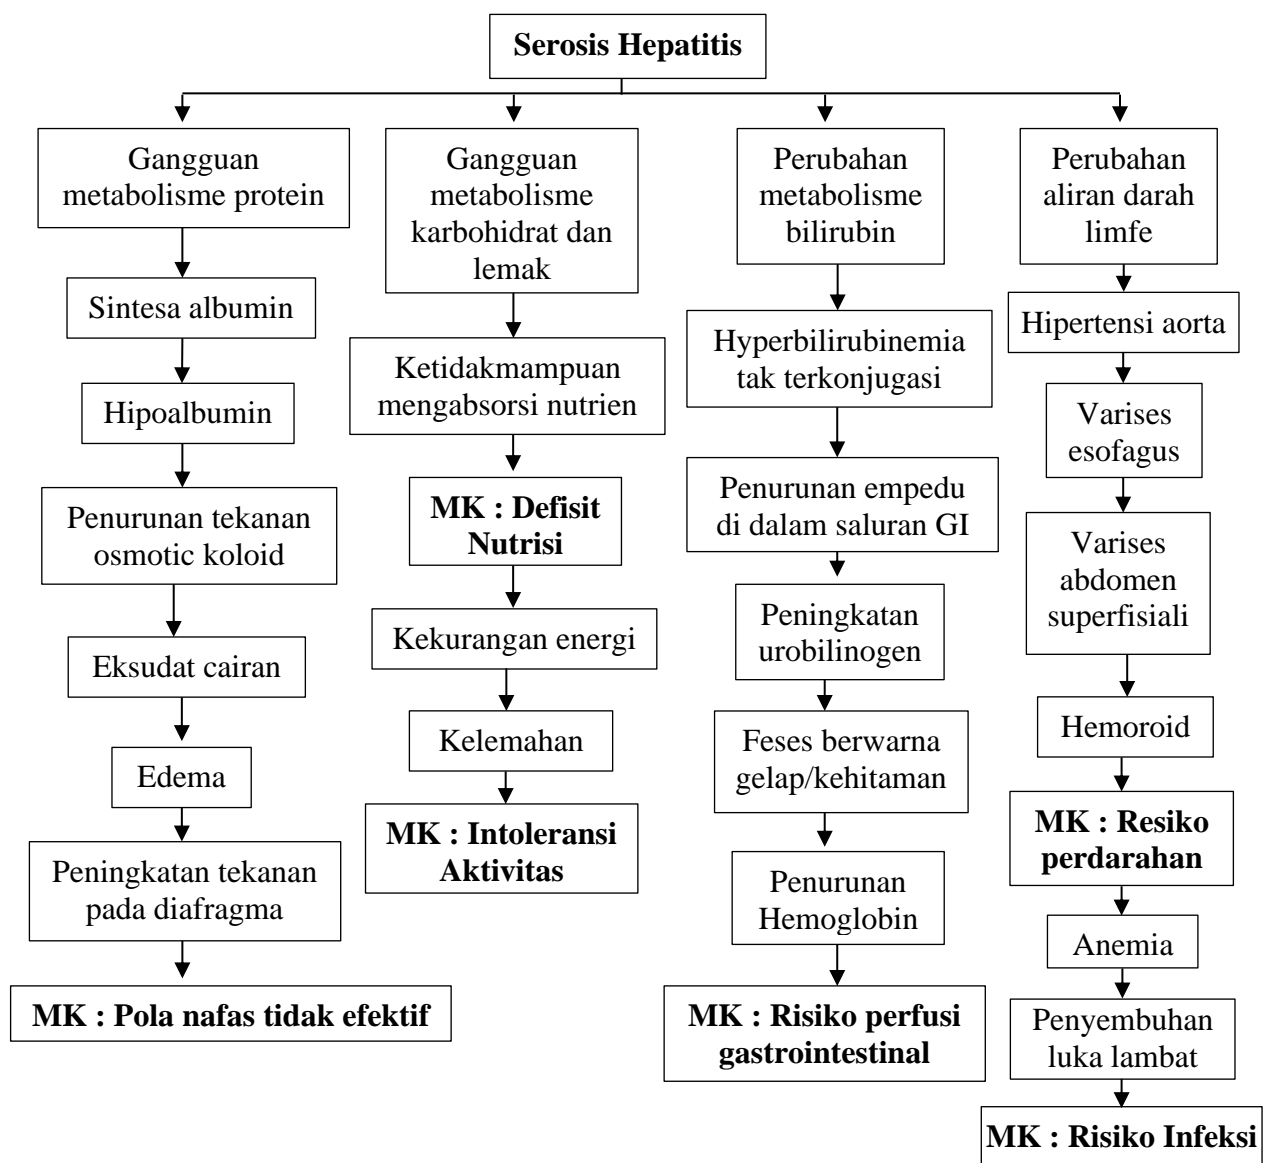 Serosis Hepatitis
Gangguan
metabolisme protein
Sintesa albumin
Hipoalbumin
Penurunan tekanan
osmotic koloid
Eksudat cairan
Edema
Peningkatan tekanan
pada diafragma
MK : Pola nafas tidak efektif
Gangguan
metabolisme
karbohidrat dan
lemak
Ketidakmampuan
mengabsorsi nutrien
MK : Defisit
Nutrisi
Kekurangan energi
Kelemahan
MK : Intoleransi
Aktivitas
Perubahan
metabolisme
bilirubin
Hyperbilirubinemia
tak terkonjugasi
Penurunan empedu
di dalam saluran GI
Peningkatan
urobilinogen
Feses berwarna
gelap/kehitaman
Penurunan
Hemoglobin
MK : Risiko perfusi
gastrointestinal
Perubahan
aliran darah
limfe
Hipertensi aorta
Varises
esofagus
Varises
abdomen
superfisiali
Hemoroid
MK : Resiko
perdarahan
Anemia
Penyembuhan
luka lambat
MK : Risiko Infeksi